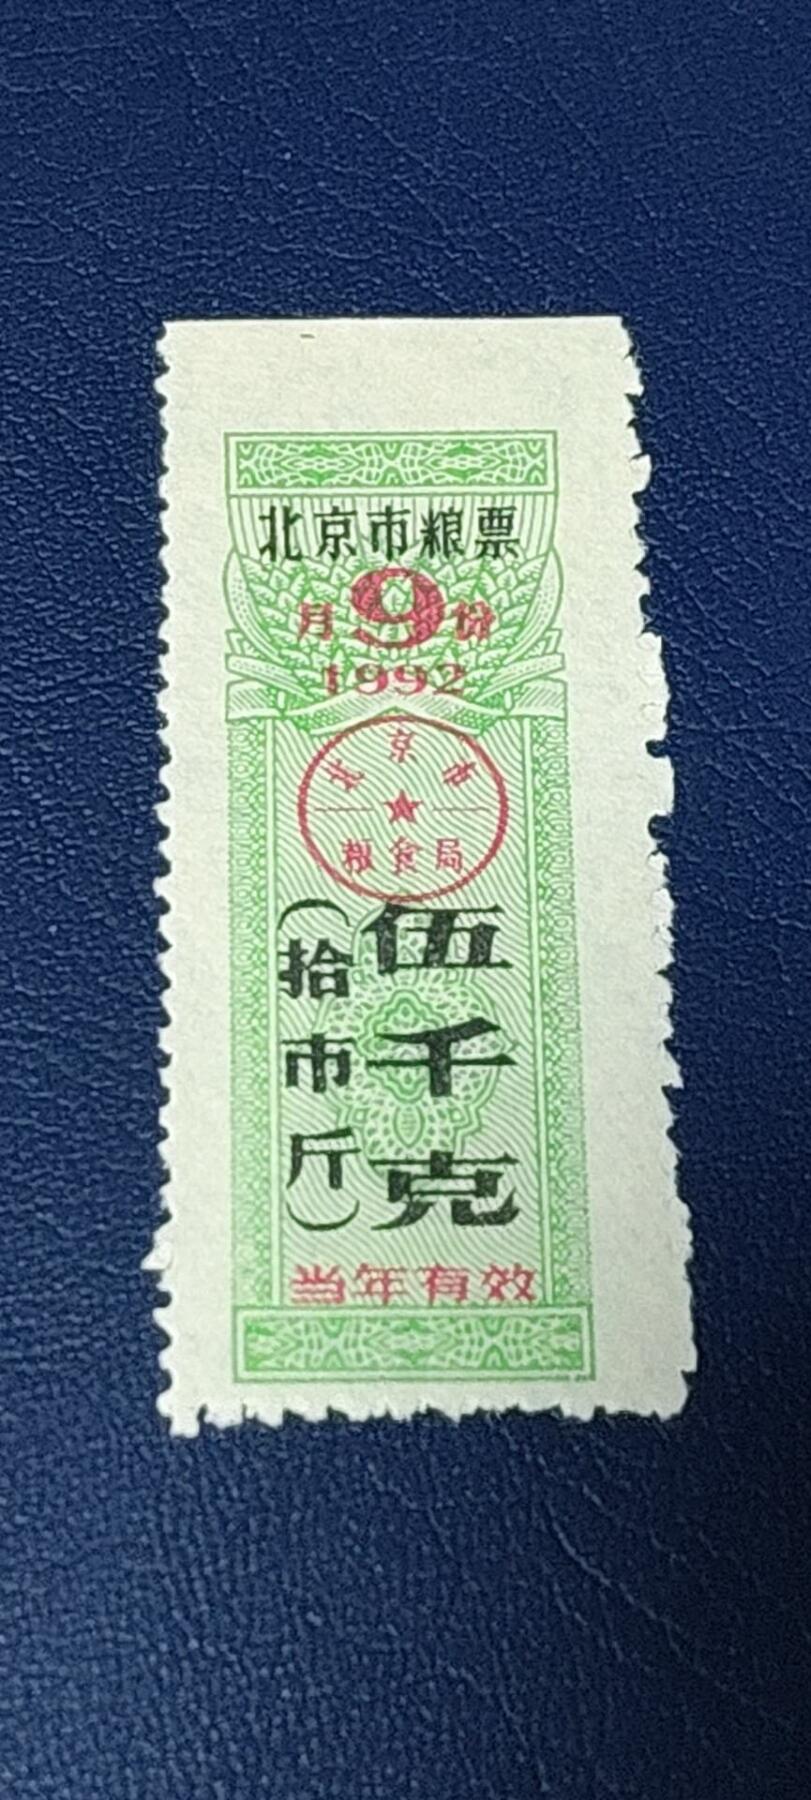 北京市粮票
月9份
1992
北京市
粮食局
伍千克
(拾市斤)
当年有效